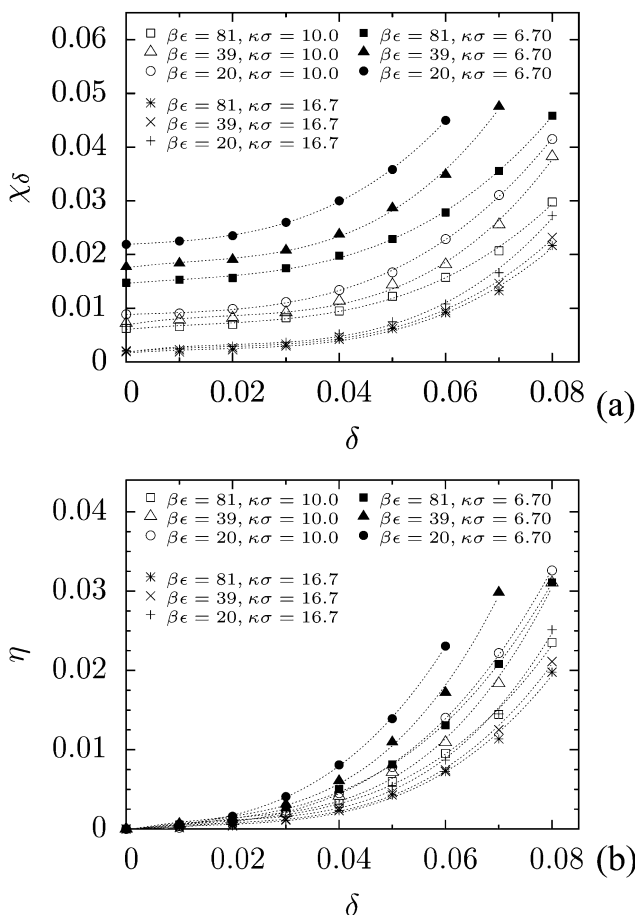 0.06
0.05
0.04
0.03
0.02
0.01
0
χδ
βϵ = 81, κσ = 10.0
βϵ = 39, κσ = 10.0
βϵ = 20, κσ = 10.0
βϵ = 81, κσ = 6.70
βϵ = 39, κσ = 6.70
βϵ = 20, κσ = 6.70
βϵ = 81, κσ = 16.7
βϵ = 39, κσ = 16.7
βϵ = 20, κσ = 16.7
0 0.02 0.04 0.06 0.08
δ
(a)
0.04
0.03
0.02
0.01
0
η
βϵ = 81, κσ = 10.0
βϵ = 39, κσ = 10.0
βϵ = 20, κσ = 10.0
βϵ = 81, κσ = 6.70
βϵ = 39, κσ = 6.70
βϵ = 20, κσ = 6.70
βϵ = 81, κσ = 16.7
βϵ = 39, κσ = 16.7
βϵ = 20, κσ = 16.7
0 0.02 0.04 0.06 0.08
δ
(b)